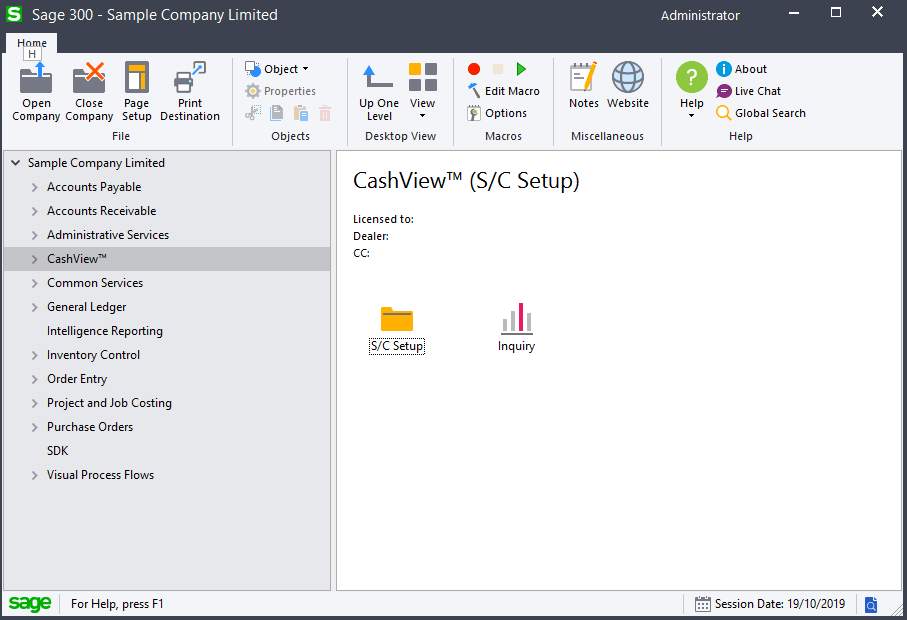 S Sage 300 - Sample Company Limited
Administrator
Home
H
Open Company
Close Company
Page Setup
Print Destination
File
Object
Properties
Objects
Up One Level
View
Desktop View
Edit Macro
Options
Macros
Notes
Website
Miscellaneous
? Help
About
Live Chat
Global Search
Help
Sample Company Limited
Accounts Payable
Accounts Receivable
Administrative Services
CashView™
Common Services
General Ledger
Intelligence Reporting
Inventory Control
Order Entry
Project and Job Costing
Purchase Orders
SDK
Visual Process Flows
CashView™ (S/C Setup)
Licensed to:
Dealer:
CC:
S/C Setup
Inquiry
sage
For Help, press F1
Session Date: 19/10/2019